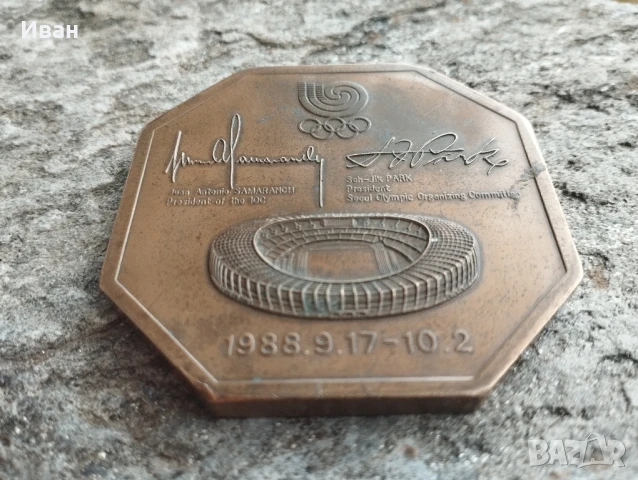 Иван
Juan Antonio SAMARANCH
President of the IOC
Seh-Jik PARK
President
Seoul Olympic Organizing Committee
1988.9.17-10.2
BAZAR